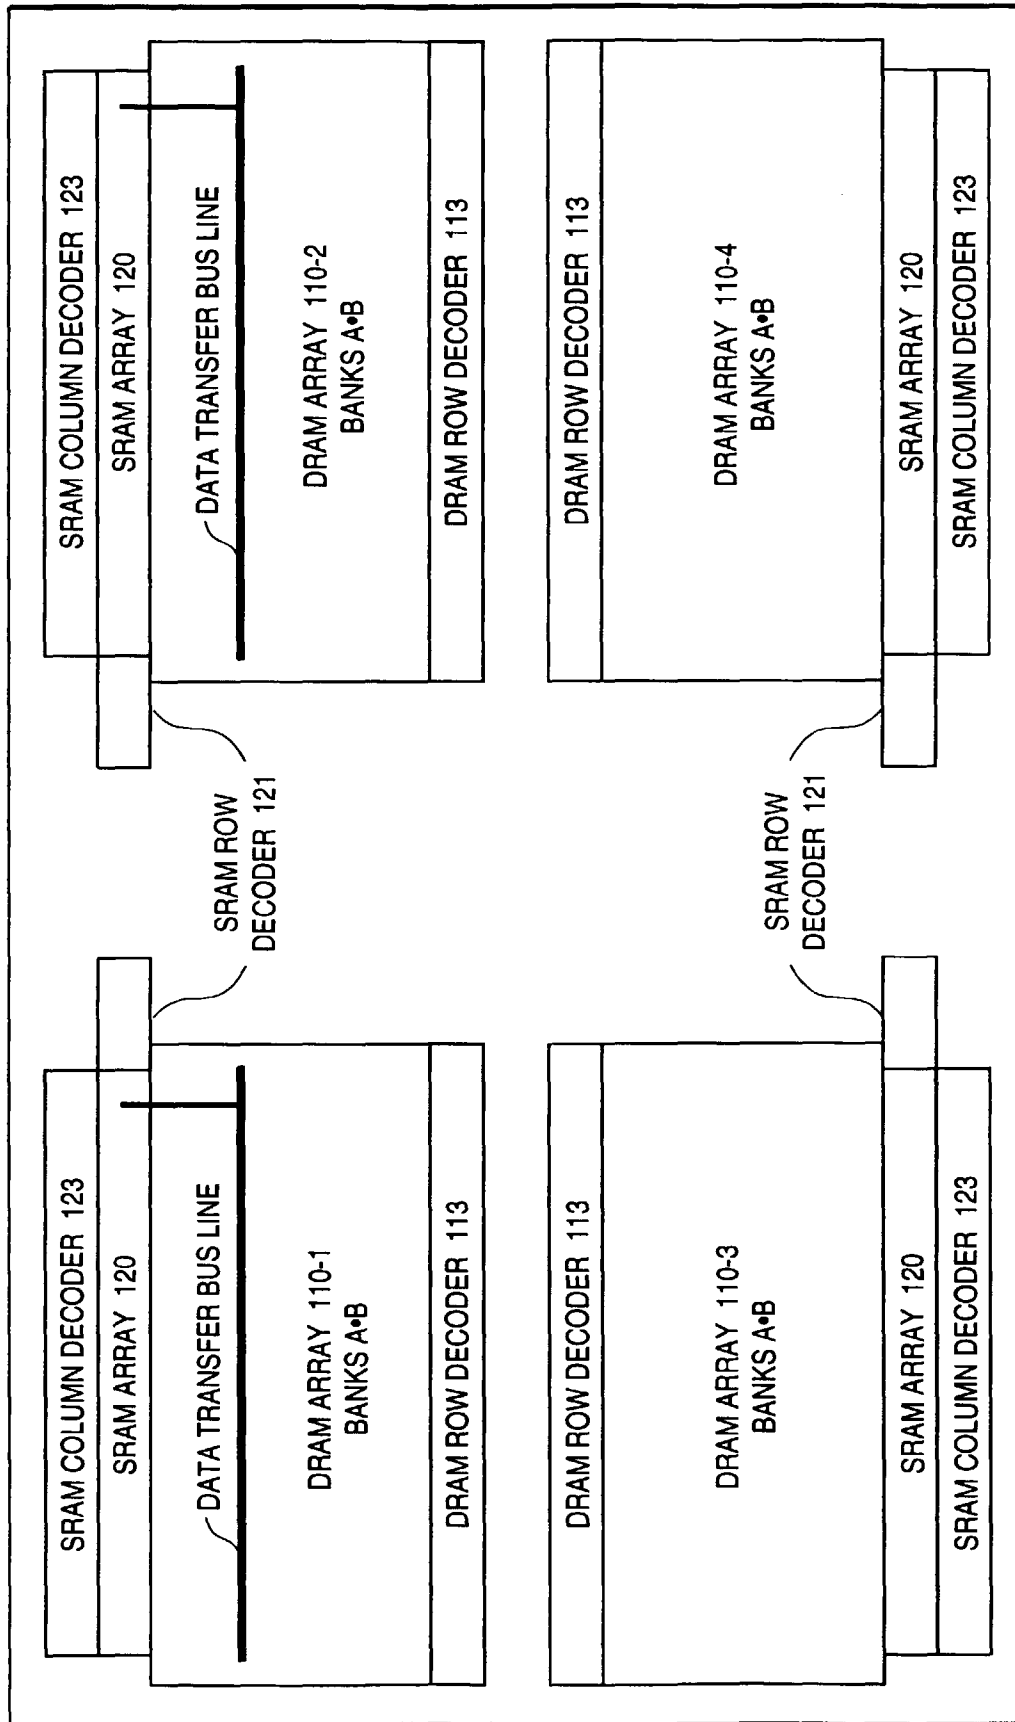 SRAM COLUMN DECODER 123
SRAM ARRAY 120
DATA TRANSFER BUS LINE
DRAM ARRAY 110-1
BANKS A•B
DRAM ROW DECODER 113
SRAM ROW
DECODER 121
SRAM COLUMN DECODER 123
SRAM ARRAY 120
DATA TRANSFER BUS LINE
DRAM ARRAY 110-2
BANKS A•B
DRAM ROW DECODER 113
DRAM ROW DECODER 113
DRAM ARRAY 110-3
BANKS A•B
SRAM ARRAY 120
SRAM COLUMN DECODER 123
SRAM ROW
DECODER 121
DRAM ROW DECODER 113
DRAM ARRAY 110-4
BANKS A•B
SRAM ARRAY 120
SRAM COLUMN DECODER 123